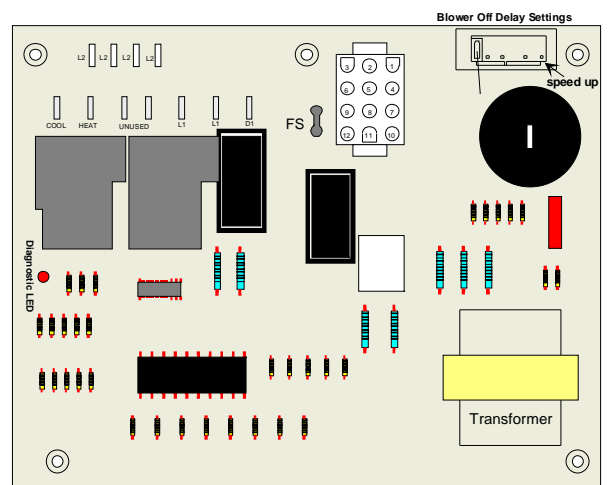 Blower Off Delay Settings
speed up
L2 L2 L2 L2
COOL HEAT UNUSED L1 L1 D1
FS
3 2 1
6 5 4
9 8 7
12 11 10
I
Diagnostic LED
Transformer